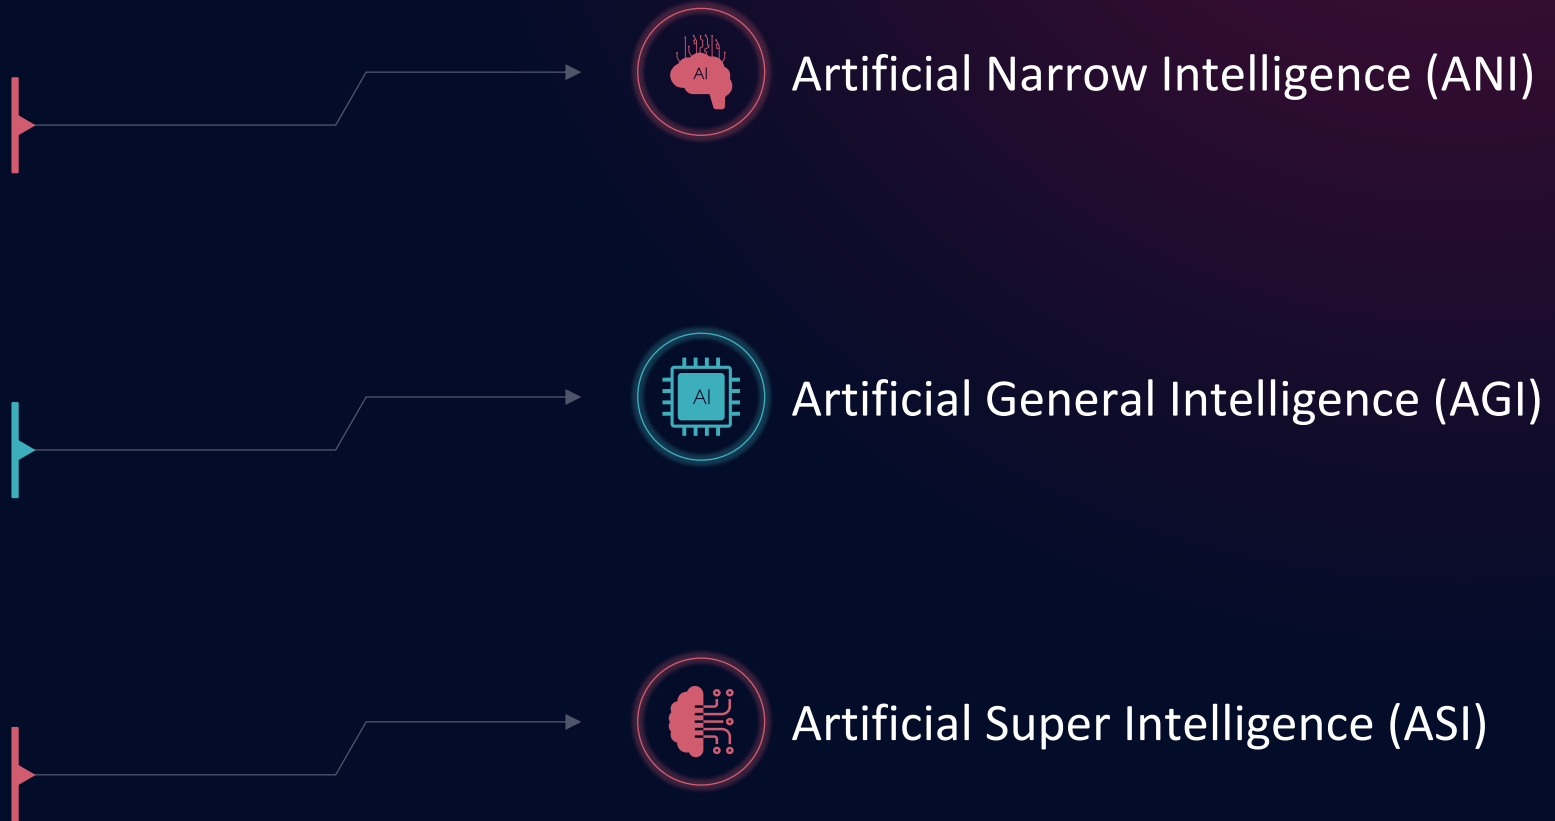 AI
Artificial Narrow Intelligence (ANI)
AI
Artificial General Intelligence (AGI)
Artificial Super Intelligence (ASI)